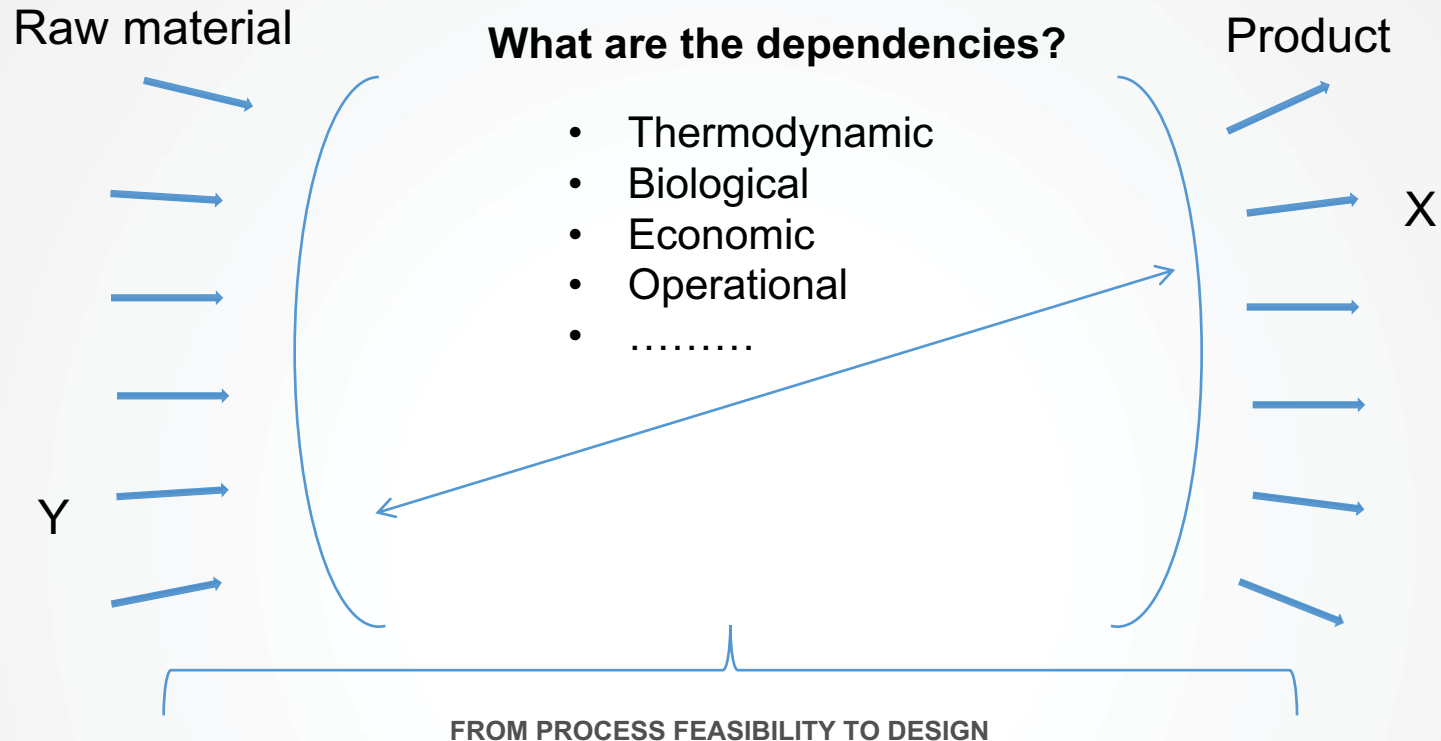 Raw material
What are the dependencies?
Product
• Thermodynamic
• Biological
• Economic
• Operational
• ………
X
Y
FROM PROCESS FEASIBILITY TO DESIGN